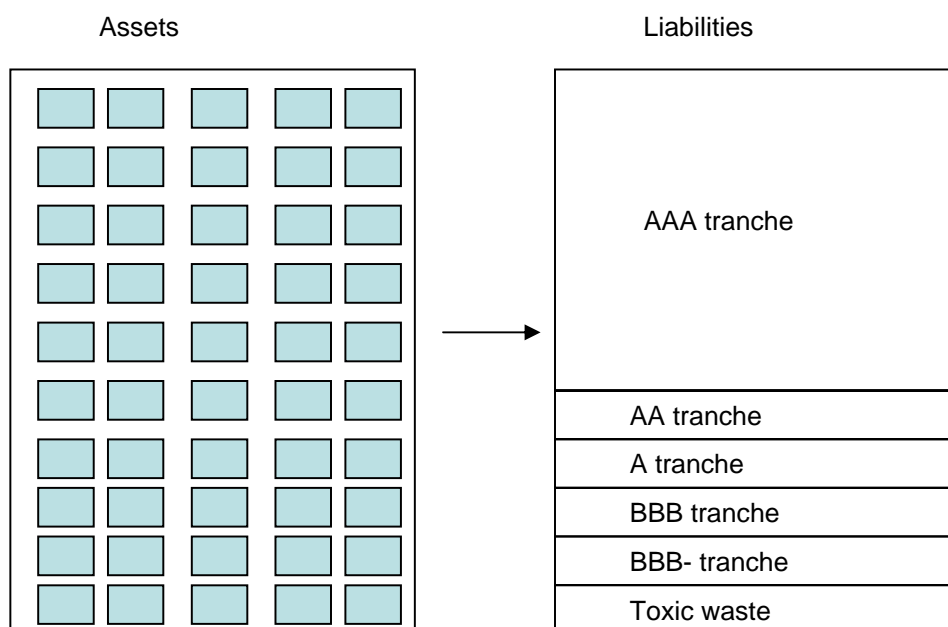 Assets
Liabilities
AAA tranche
AA tranche
A tranche
BBB tranche
BBB- tranche
Toxic waste